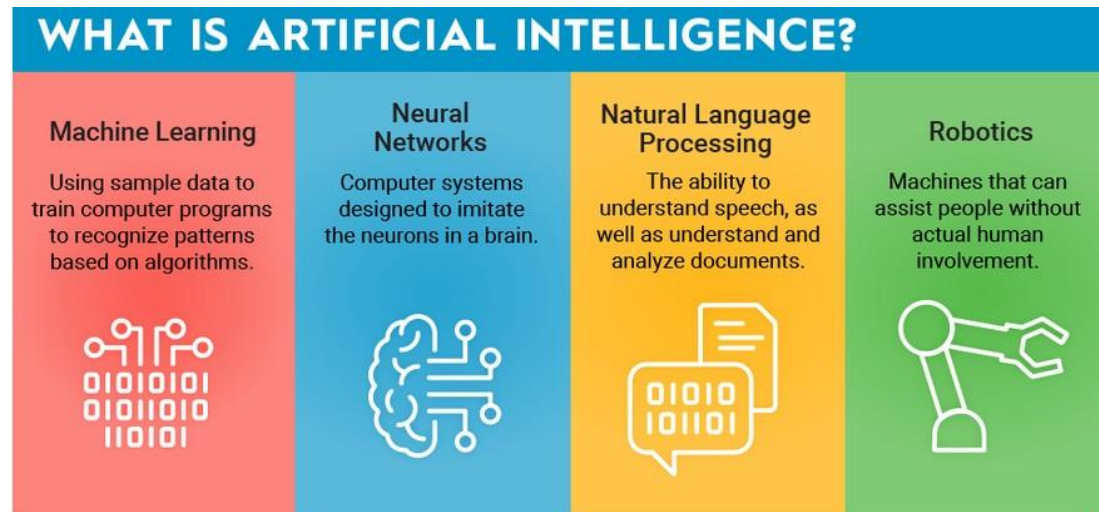 WHAT IS ARTIFICIAL INTELLIGENCE?
Machine Learning
Using sample data to
train computer programs
to recognize patterns
based on algorithms.
01010101
01011010
110101
Neural
Networks
Computer systems
designed to imitate
the neurons in a brain.
Natural Language
Processing
The ability to
understand speech, as
well as understand and
analyze documents.
01010
101101
Robotics
Machines that can
assist people without
actual human
involvement.